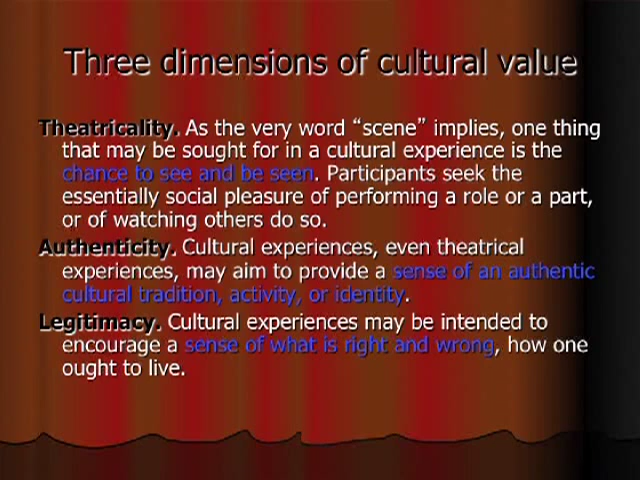 Three dimensions of cultural value
Theatricality. As the very word “scene” implies, one thing
that may be sought for in a cultural experience is the
chance to see and be seen. Participants seek the
essentially social pleasure of performing a role or a part,
or of watching others do so.
Authenticity. Cultural experiences, even theatrical
experiences, may aim to provide a sense of an authentic
cultural tradition, activity, or identity.
Legitimacy. Cultural experiences may be intended to
encourage a sense of what is right and wrong, how one
ought to live.